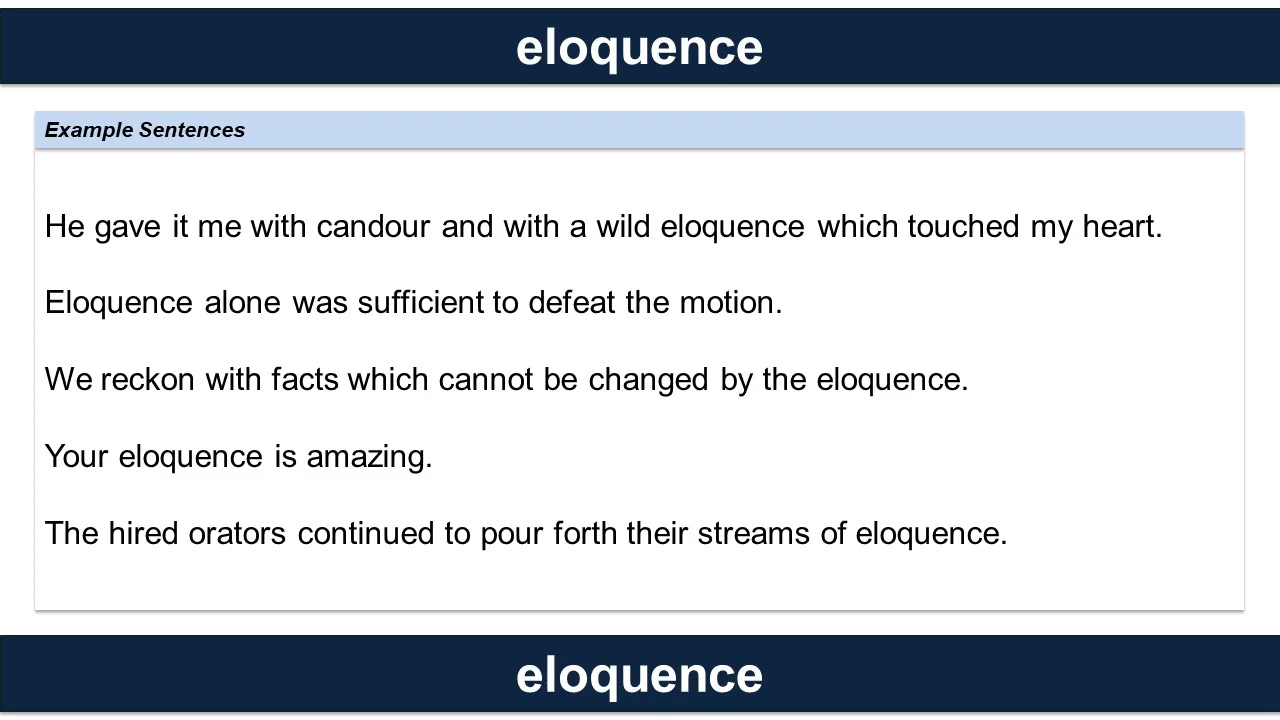 eloquence
Example Sentences
He gave it me with candour and with a wild eloquence which touched my heart.
Eloquence alone was sufficient to defeat the motion.
We reckon with facts which cannot be changed by the eloquence.
Your eloquence is amazing.
The hired orators continued to pour forth their streams of eloquence.
eloquence